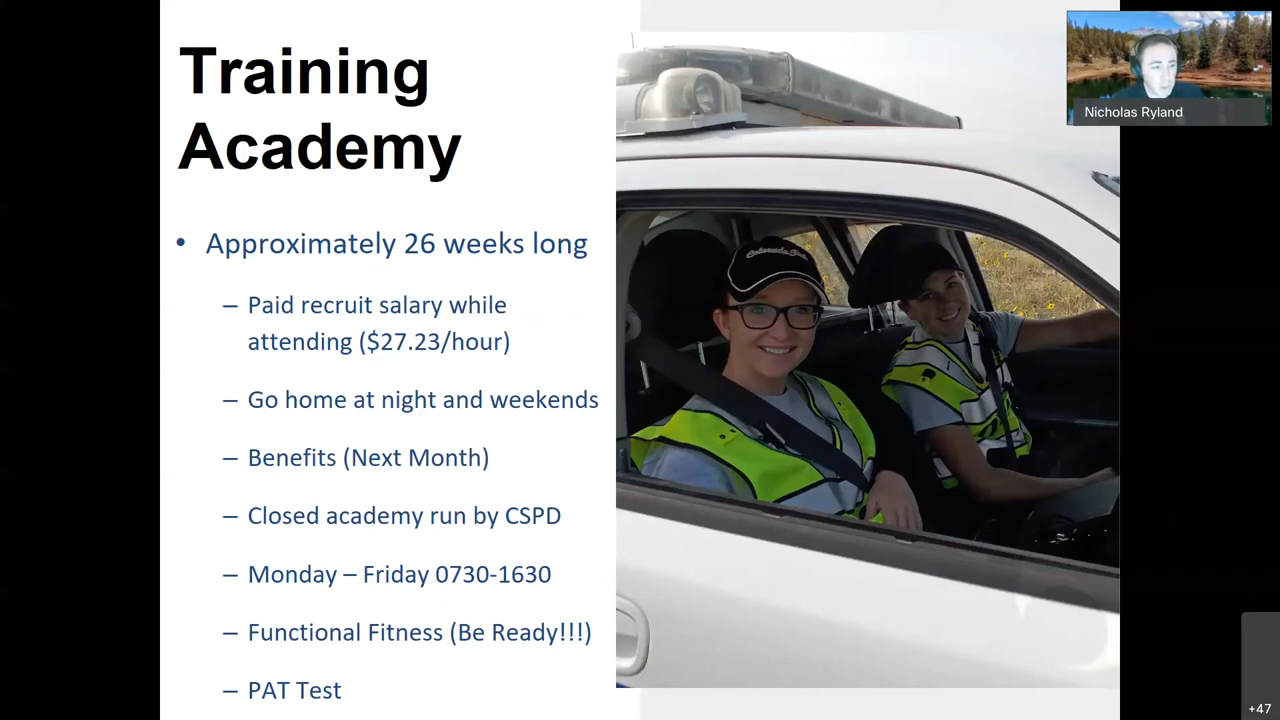 Training
Academy
• Approximately 26 weeks long
– Paid recruit salary while
attending ($27.23/hour)
– Go home at night and weekends
– Benefits (Next Month)
– Closed academy run by CSPD
– Monday – Friday 0730-1630
– Functional Fitness (Be Ready!!!)
– PAT Test
Nicholas Ryland
+47